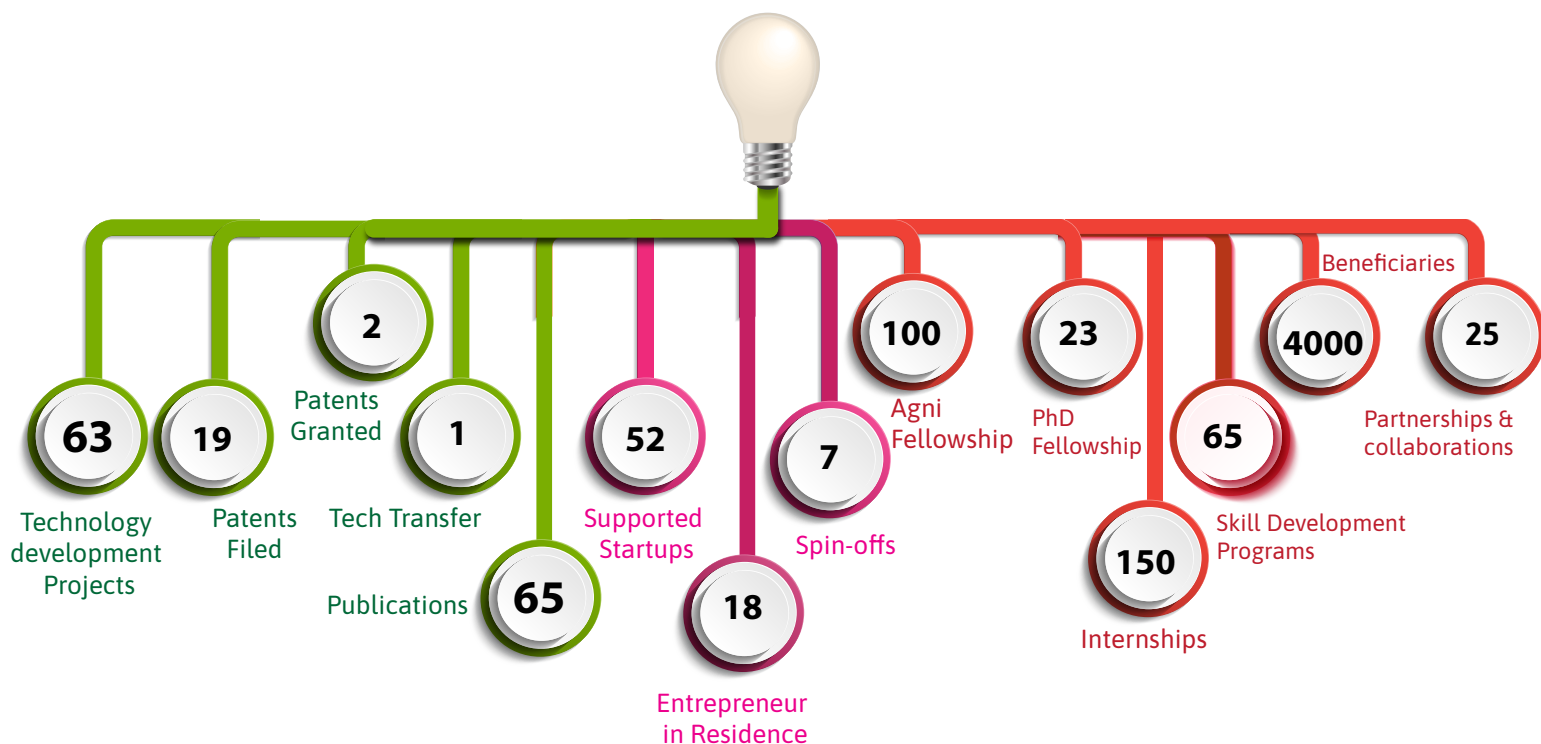 63
Technology
development
Projects
19
Patents
Filed
2
Patents
Granted
1
Tech Transfer
65
Publications
52
Supported
Startups
18
Entrepreneur
in Residence
7
Spin-offs
100
Agni
Fellowship
23
PhD
Fellowship
150
Internships
65
Skill Development
Programs
Beneficiaries
4000
25
Partnerships &
collaborations